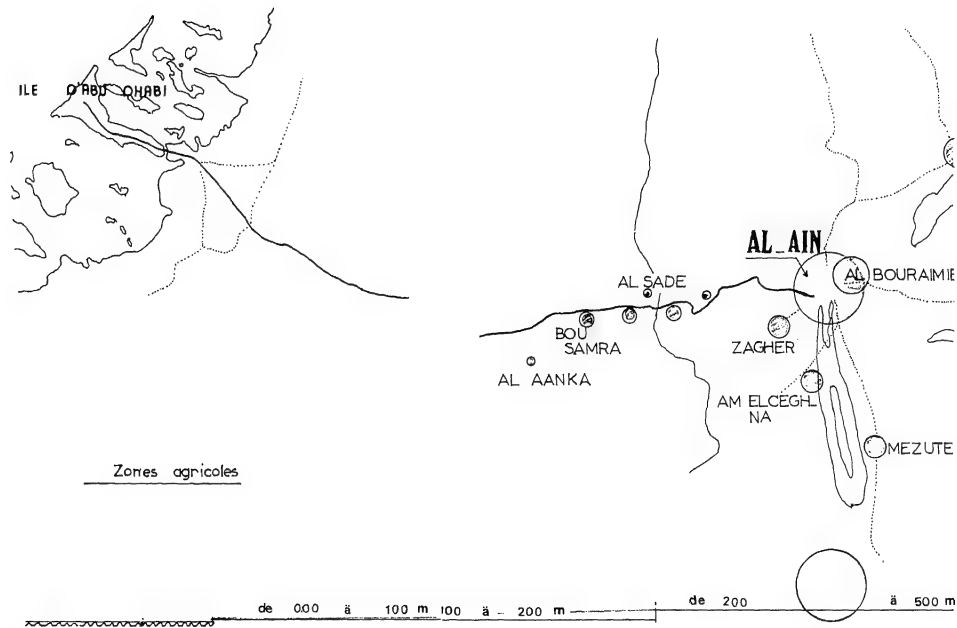 ILE D'ABU DHABI
AL_AIN
AL BOURAIMIE
AL SADE
BOU
SAMRA
ZAGHER
AL AANKA
AM ELCEGH_
NA
MEZUTE
Zones agricoles
de 0.00 à 100 m 100 à - 200 m de 200 à 500 m